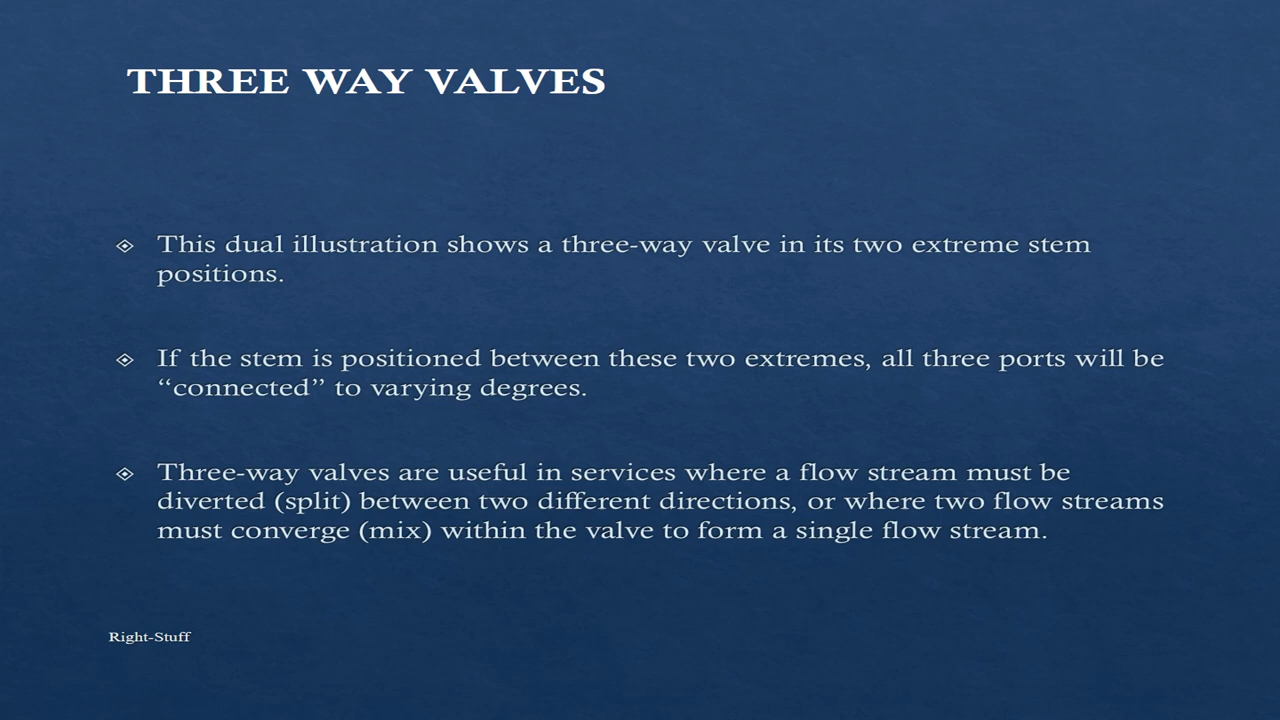 THREE WAY VALVES
This dual illustration shows a three-way valve in its two extreme stem
positions.
If the stem is positioned between these two extremes, all three ports will be
“connected” to varying degrees.
Three-way valves are useful in services where a flow stream must be
diverted (split) between two different directions, or where two flow streams
must converge (mix) within the valve to form a single flow stream.
Right-Stuff